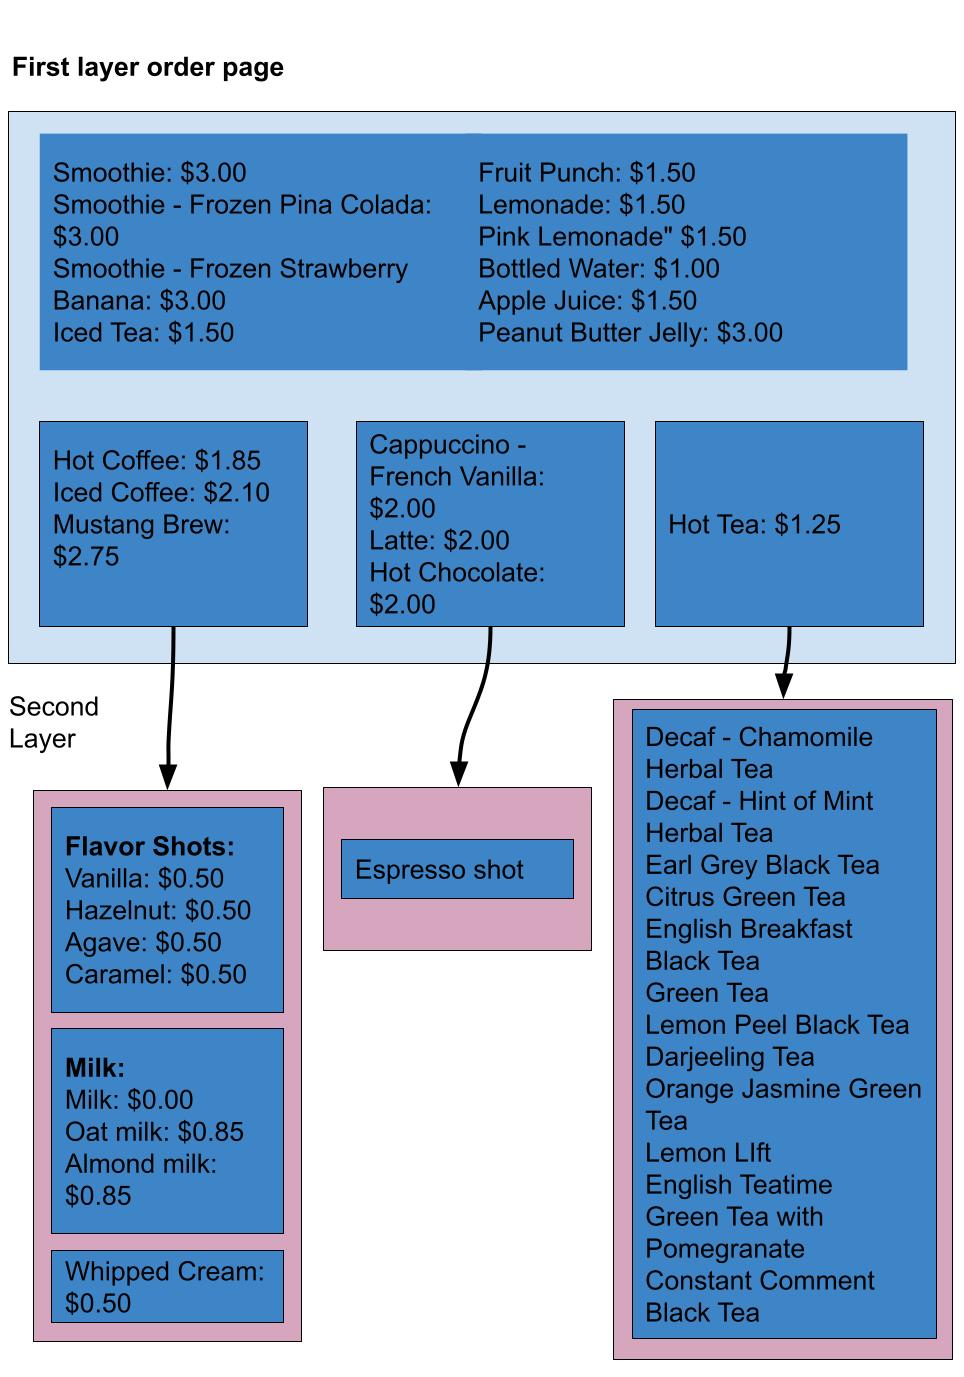 First layer order page
Smoothie: $3.00
Smoothie - Frozen Pina Colada:
$3.00
Smoothie - Frozen Strawberry
Banana: $3.00
Iced Tea: $1.50
Fruit Punch: $1.50
Lemonade: $1.50
Pink Lemonade" $1.50
Bottled Water: $1.00
Apple Juice: $1.50
Peanut Butter Jelly: $3.00
Hot Coffee: $1.85
Iced Coffee: $2.10
Mustang Brew:
$2.75
Cappuccino -
French Vanilla:
$2.00
Latte: $2.00
Hot Chocolate:
$2.00
Hot Tea: $1.25
Second
Layer
Flavor Shots:
Vanilla: $0.50
Hazelnut: $0.50
Agave: $0.50
Caramel: $0.50
Milk:
Milk: $0.00
Oat milk: $0.85
Almond milk:
$0.85
Whipped Cream:
$0.50
Espresso shot
Decaf - Chamomile
Herbal Tea
Decaf - Hint of Mint
Herbal Tea
Earl Grey Black Tea
Citrus Green Tea
English Breakfast
Black Tea
Green Tea
Lemon Peel Black Tea
Darjeeling Tea
Orange Jasmine Green
Tea
Lemon LIft
English Teatime
Green Tea with
Pomegranate
Constant Comment
Black Tea